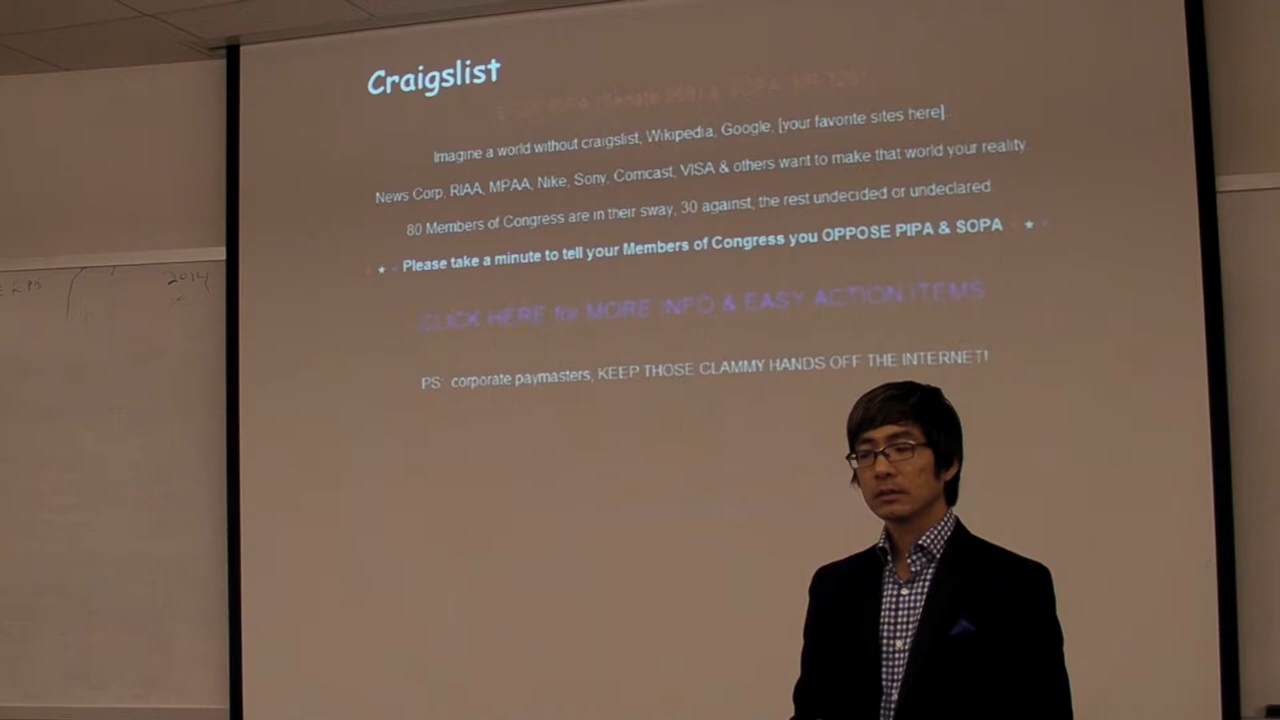 Craigslist
Imagine a world without craigslist, Wikipedia, Google, [your favorite sites here]...
News Corp, RIAA, MPAA, Nike, Sony, Comcast, VISA & others want to make that world your reality
80 Members of Congress are in their sway, 30 against, the rest undecided or undeclared
★ Please take a minute to tell your Members of Congress you OPPOSE PIPA & SOPA ★
CLICK HERE for MORE INFO & EASY ACTION ITEMS
PS: corporate paymasters, KEEP THOSE CLAMMY HANDS OFF THE INTERNET!
2014